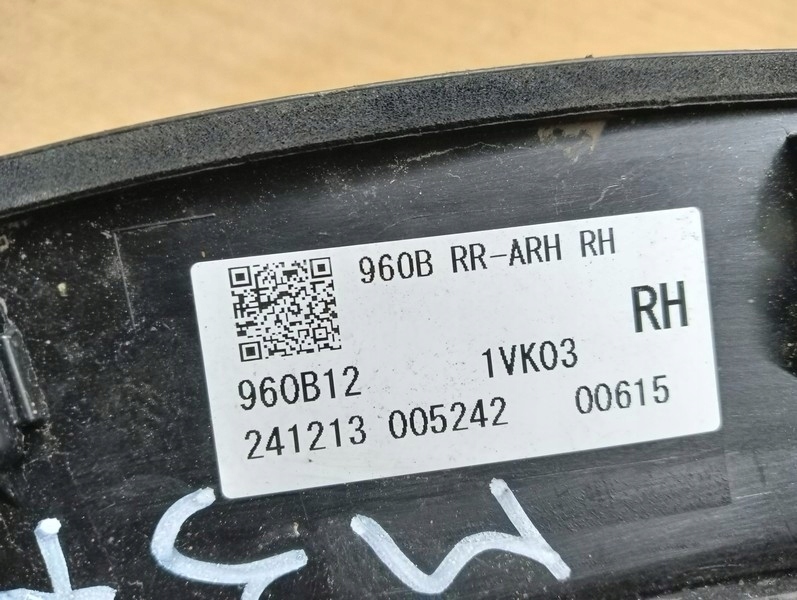 960B RR-ARH RH
RH
960B12 1VK03
241213 005242 00615